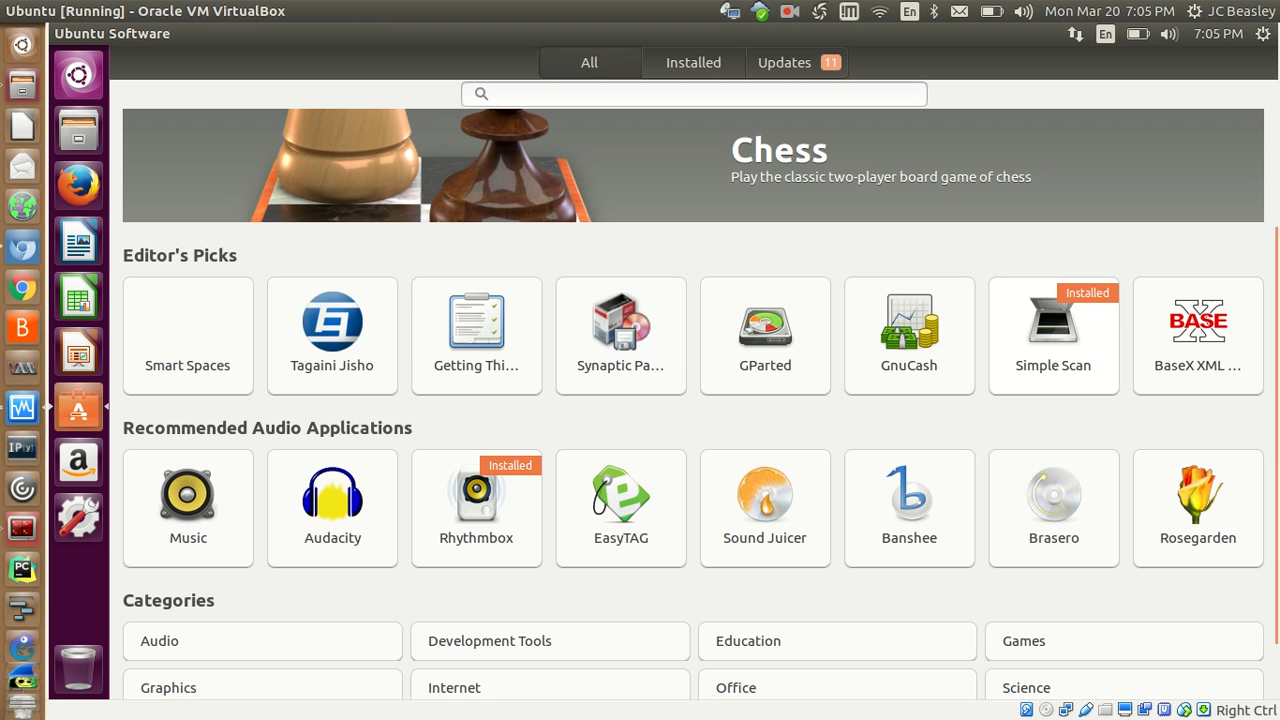 Ubuntu [Running] - Oracle VM VirtualBox
En
Mon Mar 20 7:05 PM
JC Beasley
Ubuntu Software
En
7:05 PM
All
Installed
Updates 11
Chess
Play the classic two-player board game of chess
Editor's Picks
Installed
Smart Spaces
Tagaini Jisho
Getting Thi...
Synaptic Pa...
GParted
GnuCash
Simple Scan
BASE
BaseX XML ...
Recommended Audio Applications
Installed
Music
Audacity
Rhythmbox
EasyTAG
Sound Juicer
Banshee
Brasero
Rosegarden
Categories
Audio
Development Tools
Education
Games
Graphics
Internet
Office
Science
B
IP[y]
a
PC
Right Ctrl